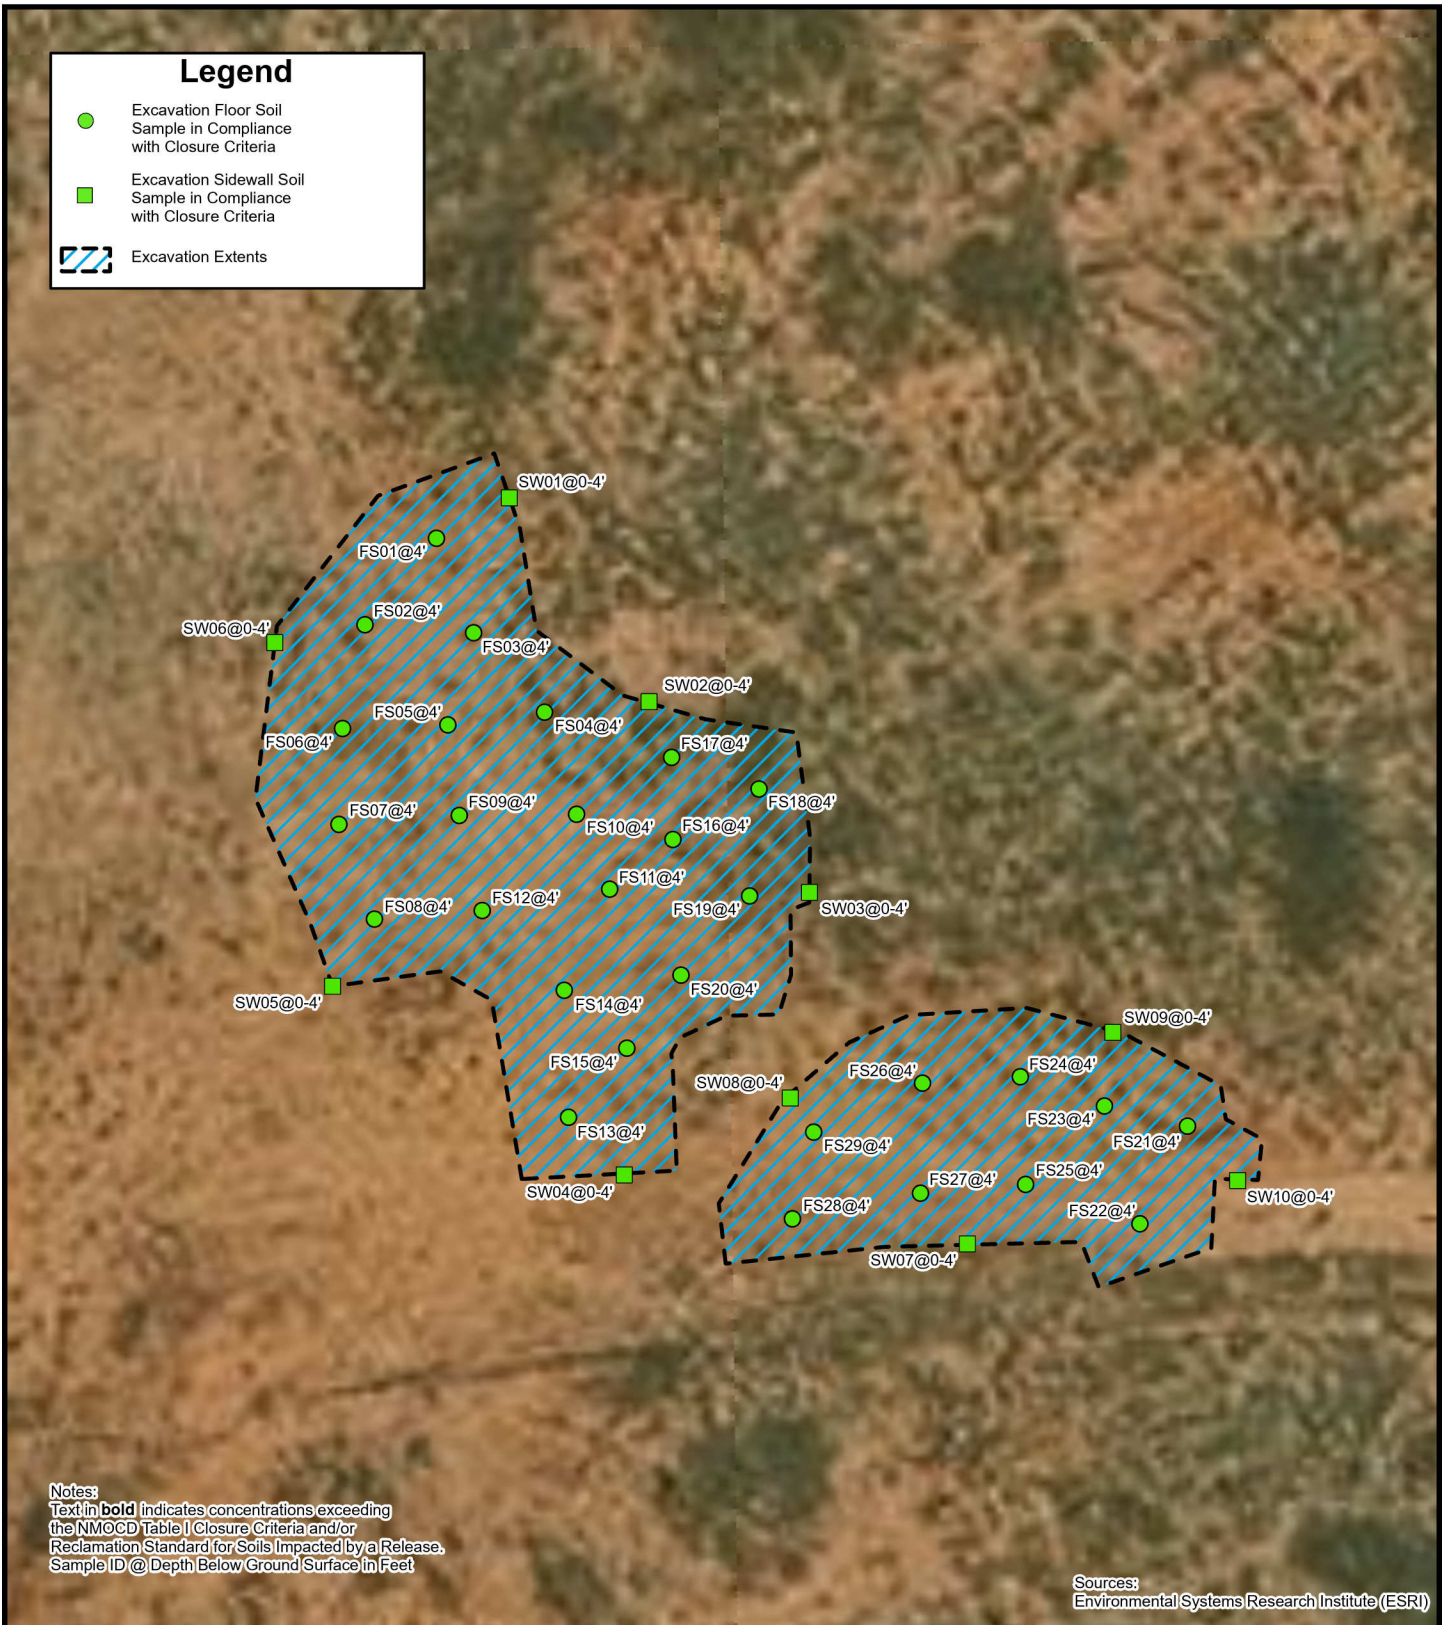 Legend
Excavation Floor Soil
Sample in Compliance
with Closure Criteria
Excavation Sidewall Soil
Sample in Compliance
with Closure Criteria
Excavation Extents
SW01@0-4'
FS01@4'
FS02@4'
SW06@0-4'
FS03@4'
SW02@0-4'
FS05@4'
FS04@4'
FS06@4'
FS17@4'
FS18@4'
FS07@4'
FS09@4'
FS10@4'
FS16@4'
FS11@4'
FS12@4'
FS08@4'
FS19@4'
SW03@0-4'
FS20@4'
SW05@0-4'
FS14@4'
SW09@0-4'
FS15@4'
FS24@4'
FS26@4'
SW08@0-4'
FS23@4'
FS13@4'
FS21@4'
FS29@4'
FS25@4'
FS27@4'
SW04@0-4'
SW10@0-4'
FS28@4'
FS22@4'
SW07@0-4'
Notes:
Text in bold indicates concentrations exceeding
the NMOCD Table I Closure Criteria and/or
Reclamation Standard for Soils Impacted by a Release.
Sample ID @ Depth Below Ground Surface in Feet
Sources:
Environmental Systems Research Institute (ESRI)